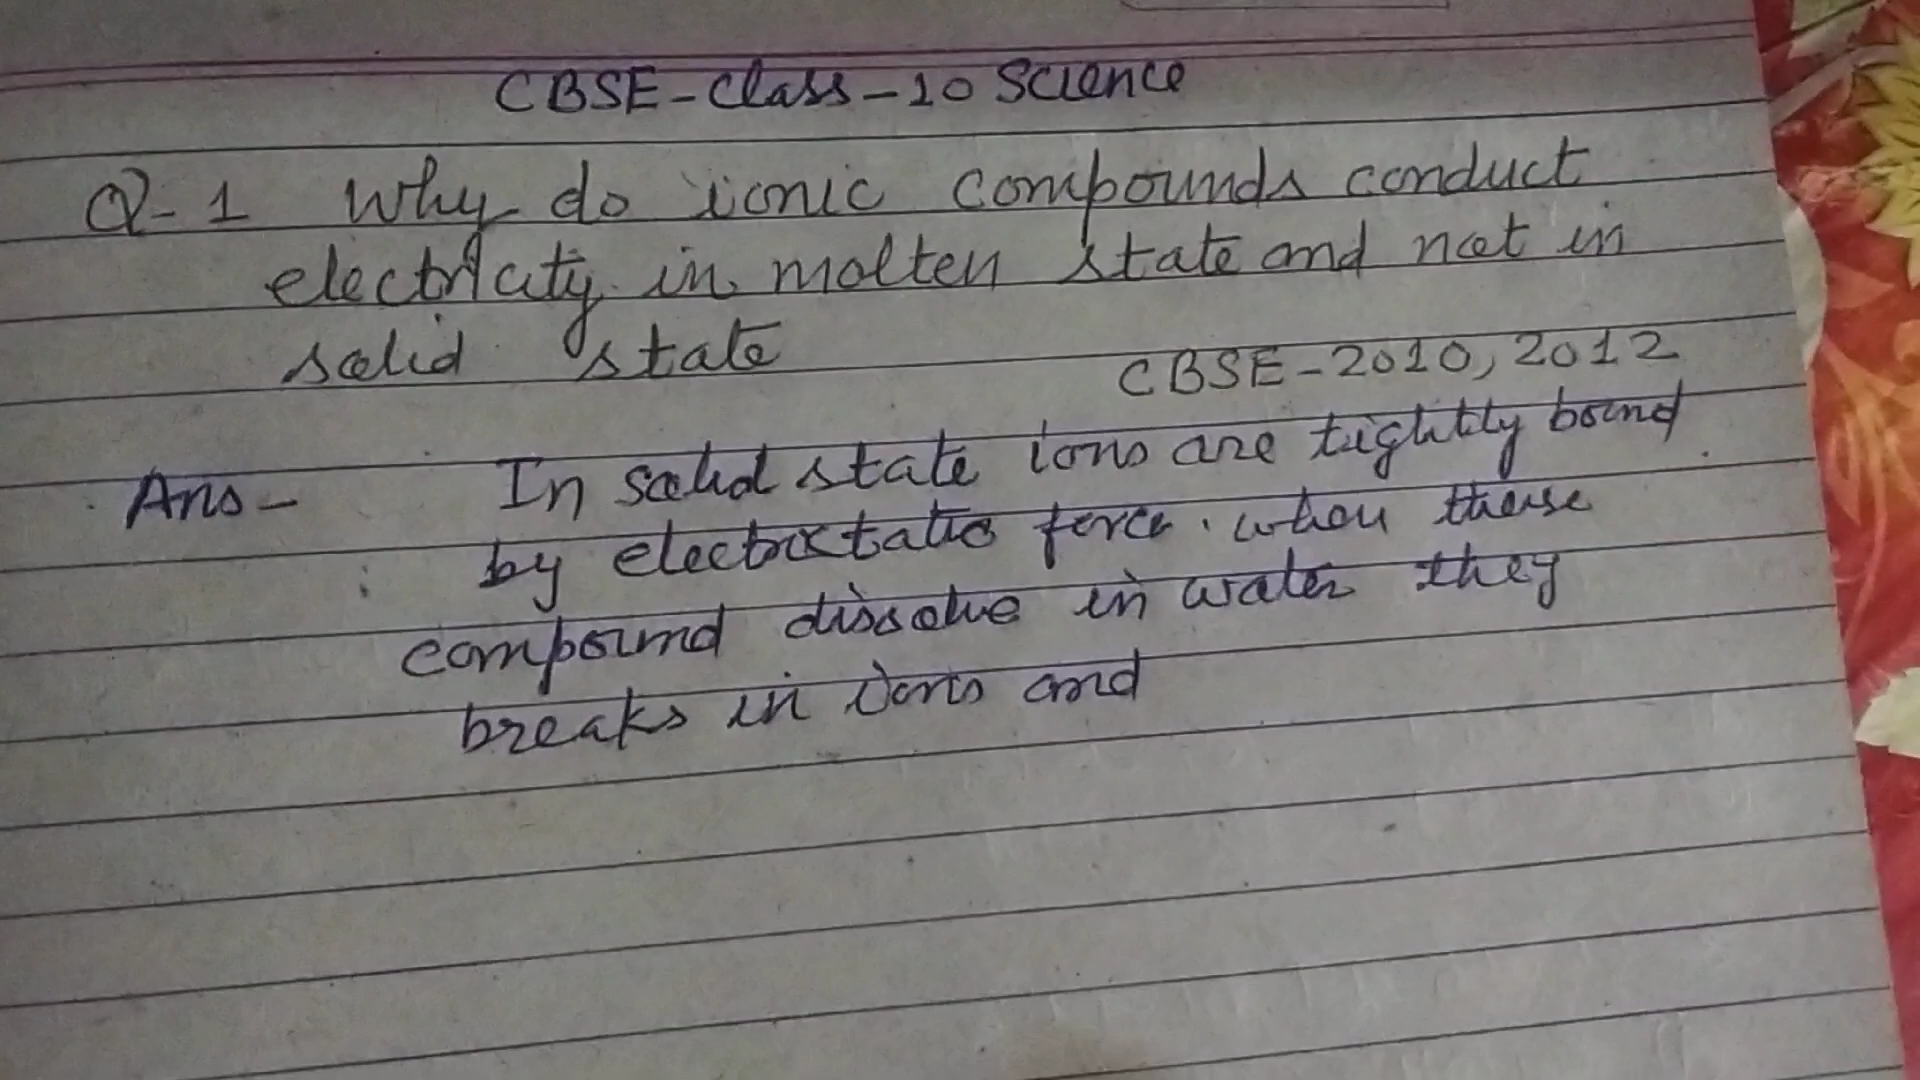 CBSE-Class-10 Science
Q-1 Why do ionic compounds conduct
electricity in molten state and not in
solid state
CBSE-2010, 2012
Ans- In solid state ions are tightly bound
by electrostatic force. when these
compound dissolve in water they
breaks in ions and